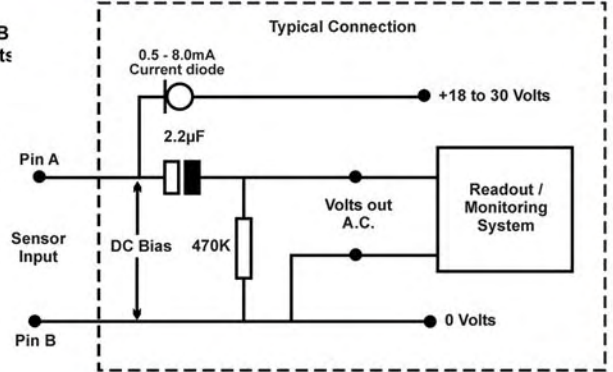 B
ts
Typical Connection
0.5 - 8.0mA
Current diode
+18 to 30 Volts
2.2µF
Pin A
Readout /
Monitoring
System
Volts out
A.C.
Sensor
Input
DC Bias
470K
0 Volts
Pin B